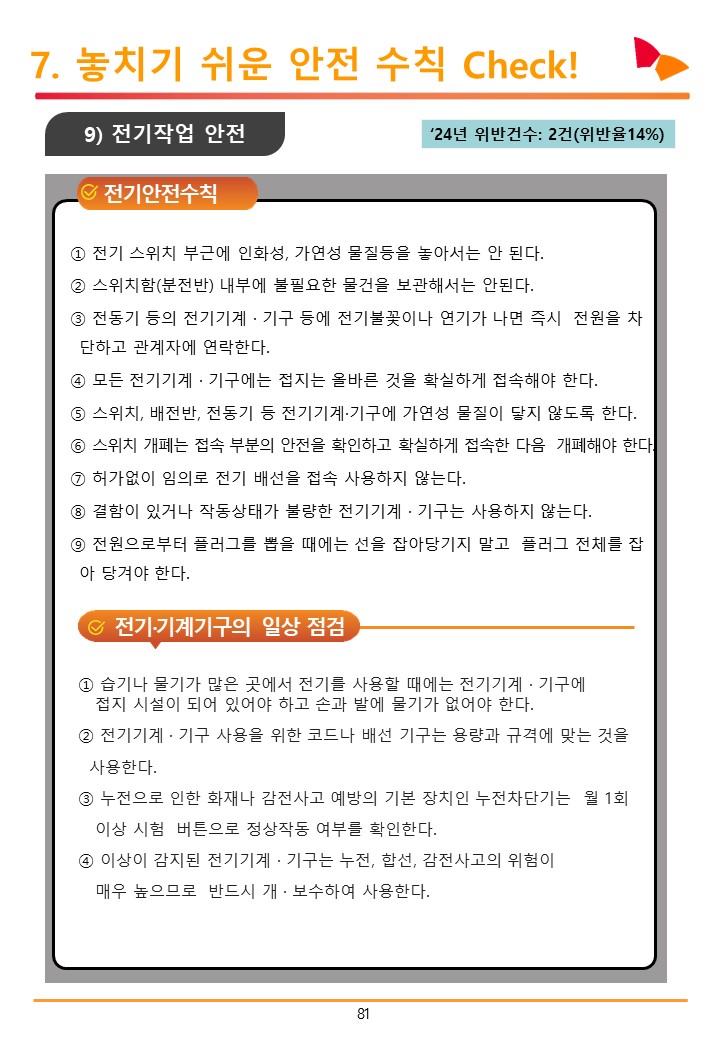 7. 놓치기 쉬운 안전 수칙 Check!
9) 전기작업 안전
‘24년 위반건수: 2건(위반율14%)
전기안전수칙
① 전기 스위치 부근에 인화성, 가연성 물질등을 놓아서는 안 된다.
② 스위치함(분전반) 내부에 불필요한 물건을 보관해서는 안된다.
③ 전동기 등의 전기기계 · 기구 등에 전기불꽃이나 연기가 나면 즉시 전원을 차
단하고 관계자에 연락한다.
④ 모든 전기기계 · 기구에는 접지는 올바른 것을 확실하게 접속해야 한다.
⑤ 스위치, 배전반, 전동기 등 전기기계·기구에 가연성 물질이 닿지 않도록 한다.
⑥ 스위치 개폐는 접속 부분의 안전을 확인하고 확실하게 접속한 다음 개폐해야 한다.
⑦ 허가없이 임의로 전기 배선을 접속 사용하지 않는다.
⑧ 결함이 있거나 작동상태가 불량한 전기기계 · 기구는 사용하지 않는다.
⑨ 전원으로부터 플러그를 뽑을 때에는 선을 잡아당기지 말고 플러그 전체를 잡
아 당겨야 한다.
전기·기계기구의 일상 점검
① 습기나 물기가 많은 곳에서 전기를 사용할 때에는 전기기계 · 기구에
접지 시설이 되어 있어야 하고 손과 발에 물기가 없어야 한다.
② 전기기계 · 기구 사용을 위한 코드나 배선 기구는 용량과 규격에 맞는 것을
사용한다.
③ 누전으로 인한 화재나 감전사고 예방의 기본 장치인 누전차단기는 월 1회
이상 시험 버튼으로 정상작동 여부를 확인한다.
④ 이상이 감지된 전기기계 · 기구는 누전, 합선, 감전사고의 위험이
매우 높으므로 반드시 개 · 보수하여 사용한다.
81